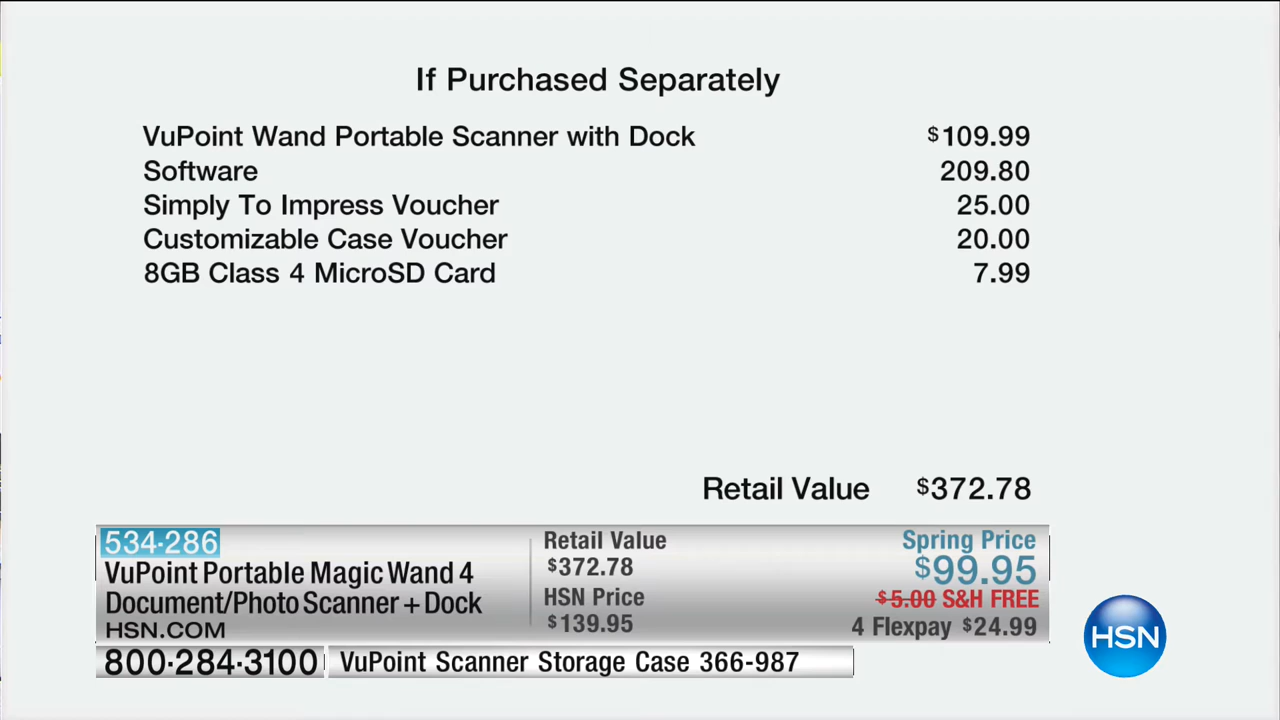 If Purchased Separately
VuPoint Wand Portable Scanner with Dock $109.99
Software 209.80
Simply To Impress Voucher 25.00
Customizable Case Voucher 20.00
8GB Class 4 MicroSD Card 7.99
Retail Value $372.78
534·286
VuPoint Portable Magic Wand 4
Document/Photo Scanner + Dock
HSN.COM
Retail Value
$372.78
HSN Price
$139.95
Spring Price
$99.95
$5.00 S&H FREE
4 Flexpay $24.99
HSN
800·284·3100 VuPoint Scanner Storage Case 366-987